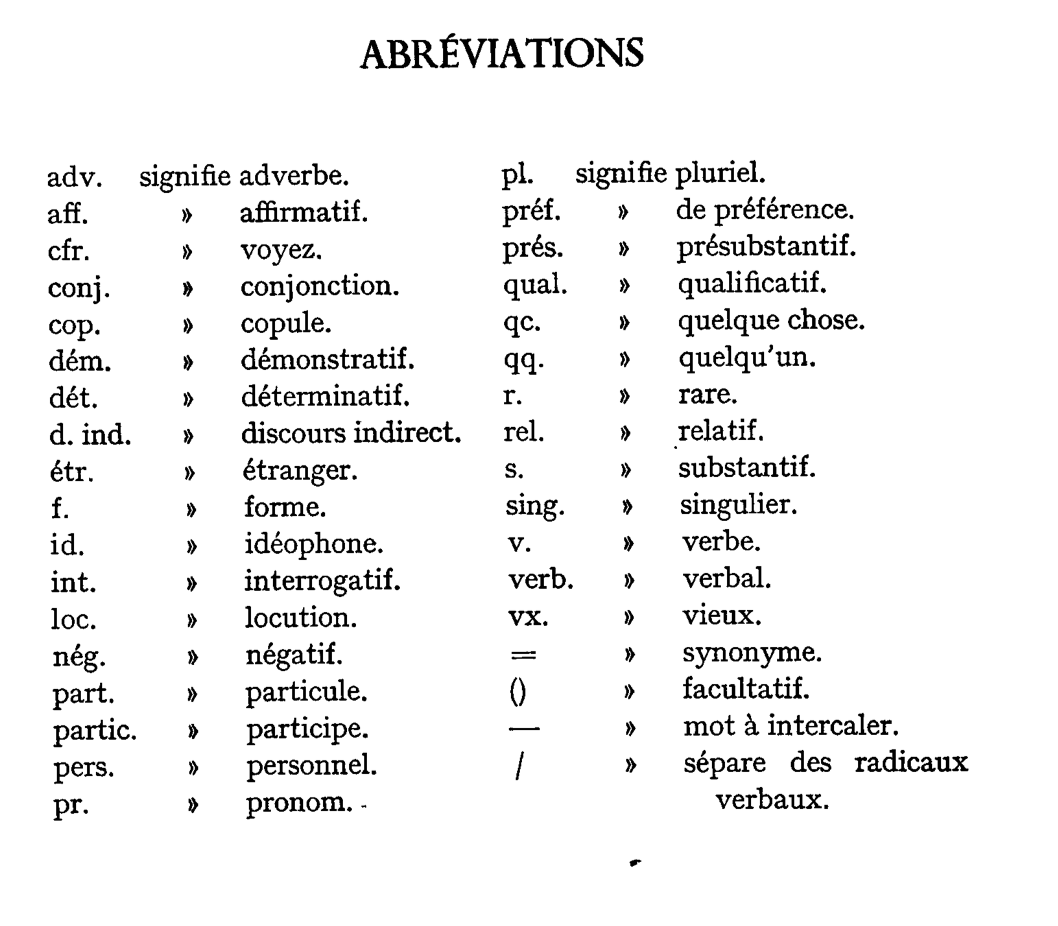 ABRÉVIATIONS
adv. signifie adverbe.
aff. » affirmatif.
cfr. » voyez.
conj. » conjonction.
cop. » copule.
dém. » démonstratif.
dét. » déterminatif.
d. ind. » discours indirect.
étr. » étranger.
f. » forme.
id. » idéophone.
int. » interrogatif.
loc. » locution.
nég. » négatif.
part. » particule.
partic. » participe.
pers. » personnel.
pr. » pronom.
pl. signifie pluriel.
préf. » de préférence.
prés. » présubstantif.
qual. » qualificatif.
qc. » quelque chose.
qq. » quelqu'un.
r. » rare.
rel. » relatif.
s. » substantif.
sing. » singulier.
v. » verbe.
verb. » verbal.
vx. » vieux.
= » synonyme.
() » facultatif.
— » mot à intercaler.
/ » sépare des radicaux
verbaux.